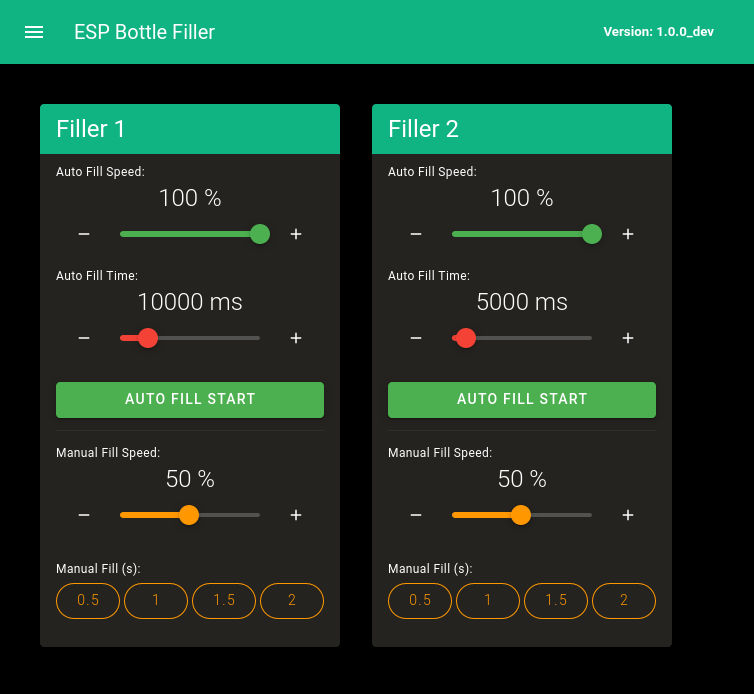 ESP Bottle Filler
Version: 1.0.0_dev
Filler 1
Auto Fill Speed:
100 %
Auto Fill Time:
10000 ms
AUTO FILL START
Manual Fill Speed:
50 %
Manual Fill (s):
0.5 1 1.5 2
Filler 2
Auto Fill Speed:
100 %
Auto Fill Time:
5000 ms
AUTO FILL START
Manual Fill Speed:
50 %
Manual Fill (s):
0.5 1 1.5 2